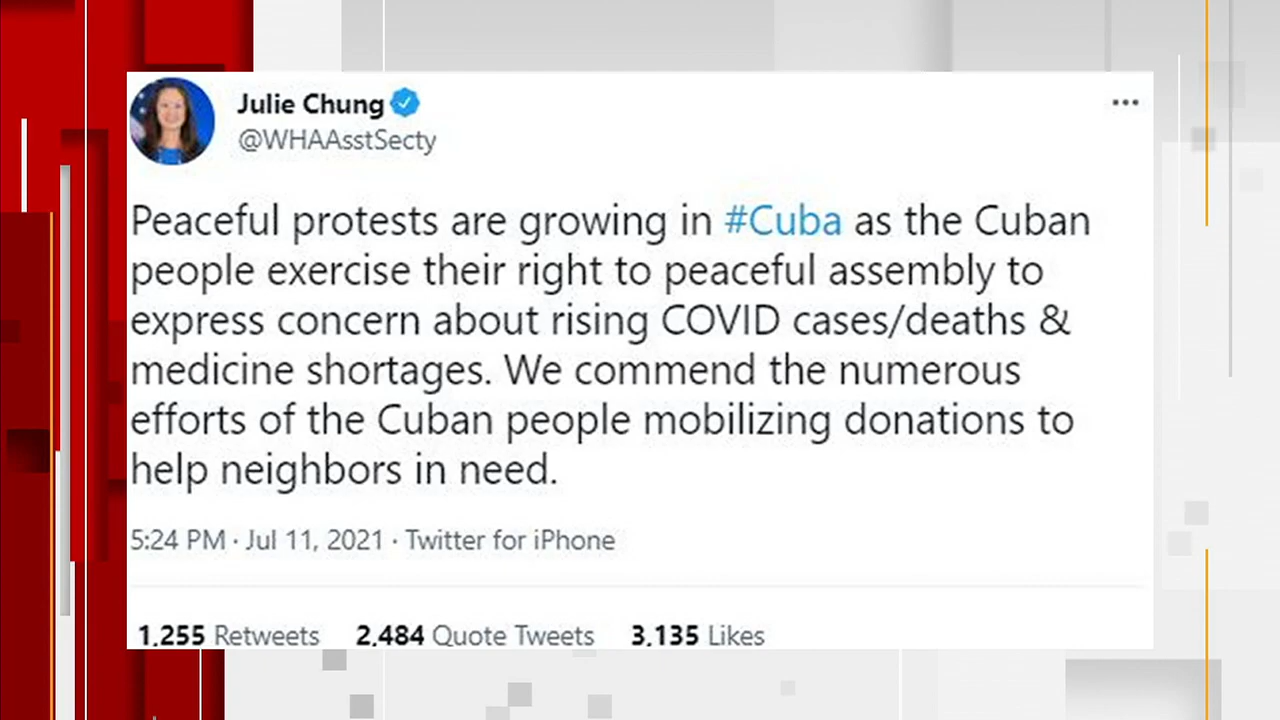 Julie Chung
@WHAAsstSecty
Peaceful protests are growing in #Cuba as the Cuban
people exercise their right to peaceful assembly to
express concern about rising COVID cases/deaths &
medicine shortages. We commend the numerous
efforts of the Cuban people mobilizing donations to
help neighbors in need.
5:24 PM · Jul 11, 2021 · Twitter for iPhone
1,255 Retweets 2,484 Quote Tweets 3,135 Likes